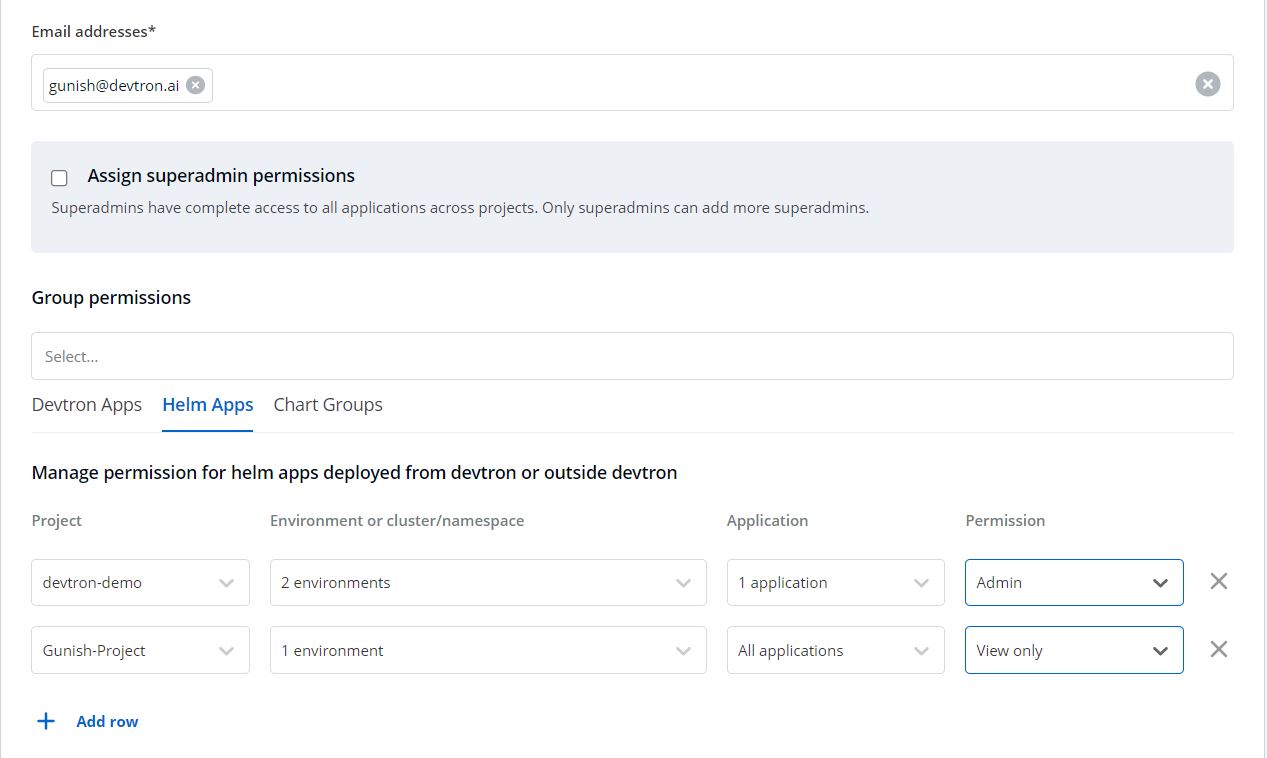 Email addresses*
gunish@devtron.ai
Assign superadmin permissions
Superadmins have complete access to all applications across projects. Only superadmins can add more superadmins.
Group permissions
Select...
Devtron Apps Helm Apps Chart Groups
Manage permission for helm apps deployed from devtron or outside devtron
Project Environment or cluster/namespace Application Permission
devtron-demo 2 environments 1 application Admin
Gunish-Project 1 environment All applications View only
+ Add row